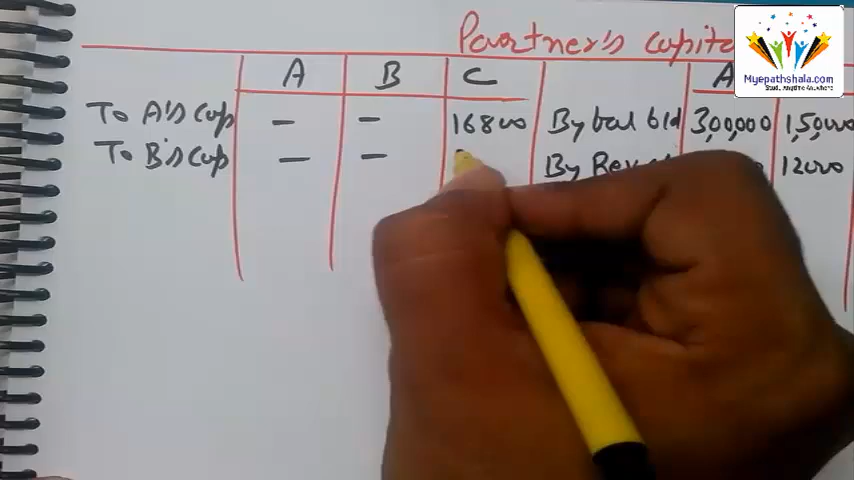 Partner's capita
Myepathshala.com
A B C A
To A's Cap — — 16800 By bal b/d 3,00,000 1,50,000
To B's Cap — — By 12000